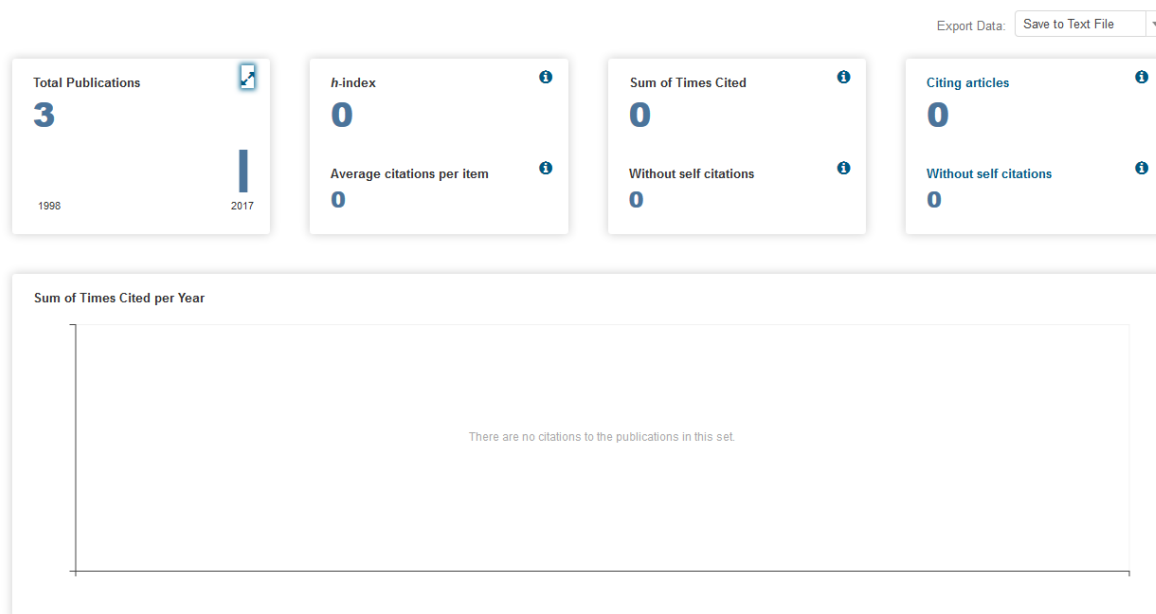 Export Data: Save to Text File
Total Publications
3
1998 2017
h-index
0
Average citations per item
0
Sum of Times Cited
0
Without self citations
0
Citing articles
0
Without self citations
0
Sum of Times Cited per Year
There are no citations to the publications in this set.